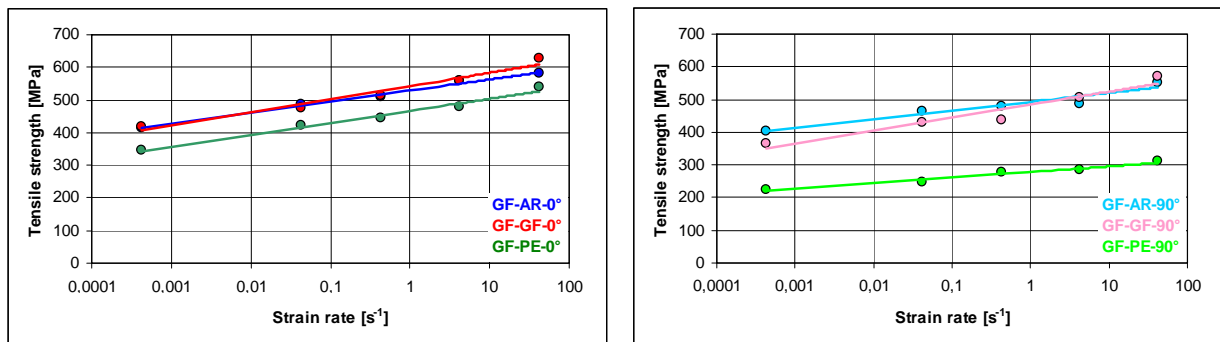 Tensile strength [MPa]
700
600
500
400
300
200
100
0
GF-AR-0°
GF-GF-0°
GF-PE-0°
0.0001 0,001 0,01 0,1 1 10 100
Strain rate [s⁻¹]
Tensile strength [MPa]
700
600
500
400
300
200
100
0
GF-AR-90°
GF-GF-90°
GF-PE-90°
0,0001 0,001 0,01 0,1 1 10 100
Strain rate [s⁻¹]